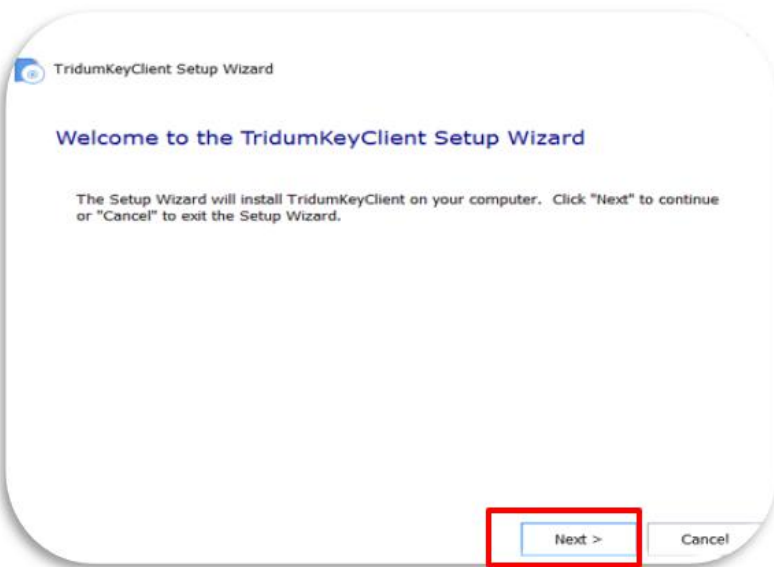 TridumKeyClient Setup Wizard
Welcome to the TridumKeyClient Setup Wizard
The Setup Wizard will install TridumKeyClient on your computer. Click "Next" to continue
or "Cancel" to exit the Setup Wizard.
Next >
Cancel